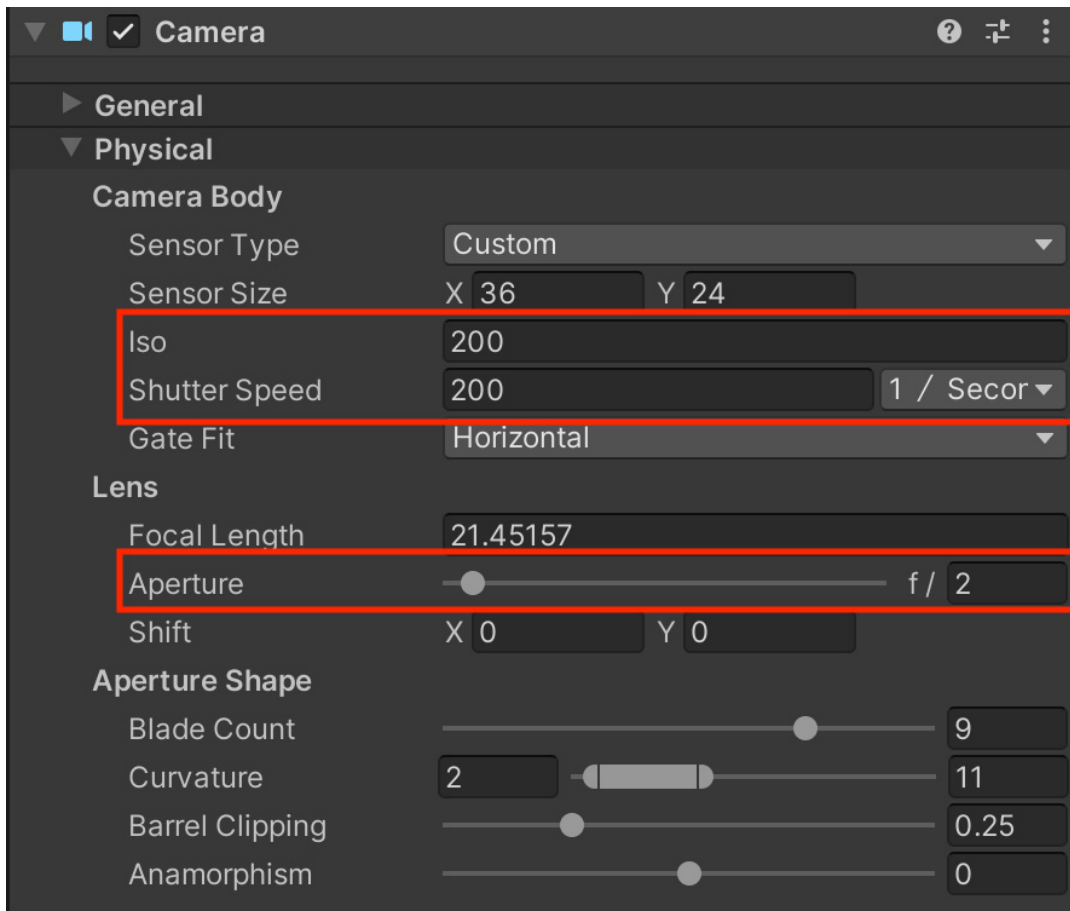 Camera
General
Physical
Camera Body
Sensor Type Custom
Sensor Size X 36 Y 24
Iso 200
Shutter Speed 200 1 / Secor
Gate Fit Horizontal
Lens
Focal Length 21.45157
Aperture f / 2
Shift X 0 Y 0
Aperture Shape
Blade Count 9
Curvature 2 11
Barrel Clipping 0.25
Anamorphism 0